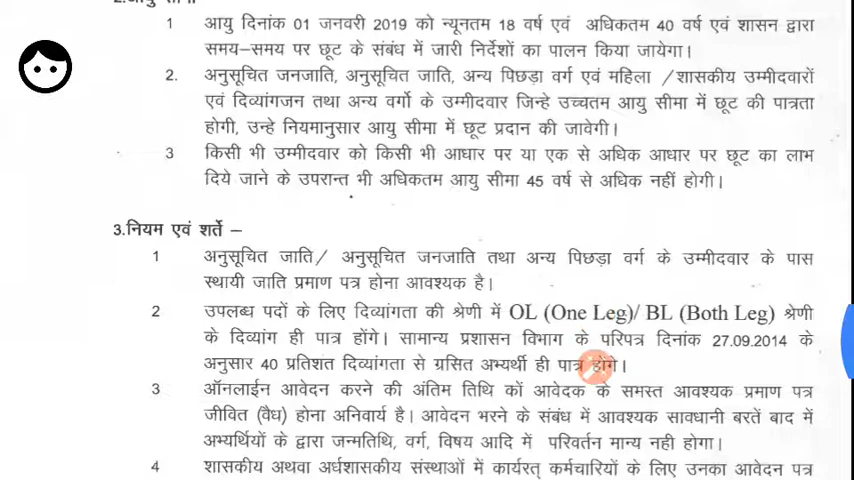 2.आयु सीमा
1 आयु दिनांक 01 जनवरी 2019 को न्यूनतम 18 वर्ष एवं अधिकतम 40 वर्ष एवं शासन द्वारा
समय–समय पर छूट के संबंध में जारी निर्देशों का पालन किया जायेगा।
2. अनुसूचित जनजाति, अनुसूचित जाति, अन्य पिछड़ा वर्ग एवं महिला /शासकीय उम्मीदवारों
एवं दिव्यांगजन तथा अन्य वर्गो के उम्मीदवार जिन्हे उच्चतम आयु सीमा में छूट की पात्रता
होगी, उन्हे नियमानुसार आयु सीमा में छूट प्रदान की जावेगी।
3 किसी भी उम्मीदवार को किसी भी आधार पर या एक से अधिक आधार पर छूट का लाभ
दिये जाने के उपरान्त भी अधिकतम आयु सीमा 45 वर्ष से अधिक नहीं होगी।
3.नियम एवं शर्ते –
1 अनुसूचित जाति/ अनुसूचित जनजाति तथा अन्य पिछड़ा वर्ग के उम्मीदवार के पास
स्थायी जाति प्रमाण पत्र होना आवश्यक है।
2 उपलब्ध पदों के लिए दिव्यांगता की श्रेणी में OL (One Leg)/ BL (Both Leg) श्रेणी
के दिव्यांग ही पात्र होंगे। सामान्य प्रशासन विभाग के परिपत्र दिनांक 27.09.2014 के
अनुसार 40 प्रतिशत दिव्यांगता से ग्रसित अभ्यर्थी ही पात्र होंगे।
3 ऑनलाईन आवेदन करने की अंतिम तिथि कों आवेदक के समस्त आवश्यक प्रमाण पत्र
जीवित (वैध) होना अनिवार्य है। आवेदन भरने के संबंध में आवश्यक सावधानी बरतें बाद में
अभ्यर्थियों के द्वारा जन्मतिथि, वर्ग, विषय आदि में परिवर्तन मान्य नही होगा।
4 शासकीय अथवा अर्धशासकीय संस्थाओं में कार्यरत् कर्मचारियों के लिए उनका आवेदन पत्र